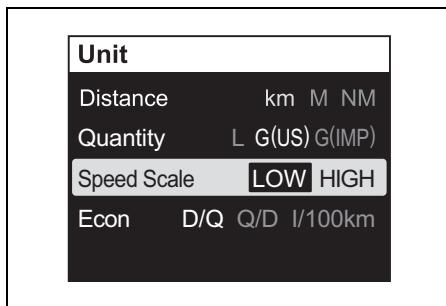 Unit
Distance km M NM
Quantity L G(US) G(IMP)
Speed Scale LOW HIGH
Econ D/Q Q/D l/100km